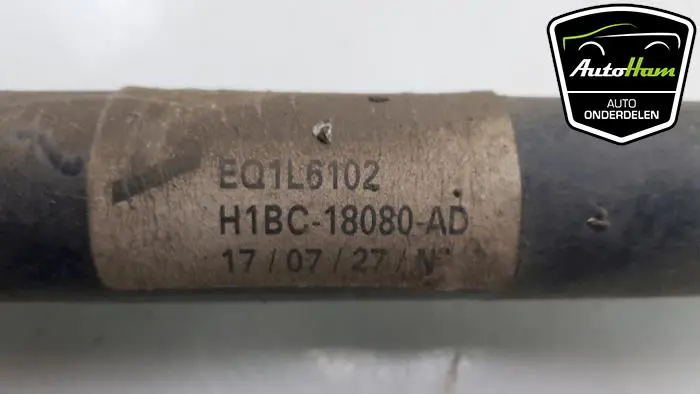 AutoHam
AUTO
ONDERDELEN
EQ1L6102
H1BC-18080-AD
17/07/27/N